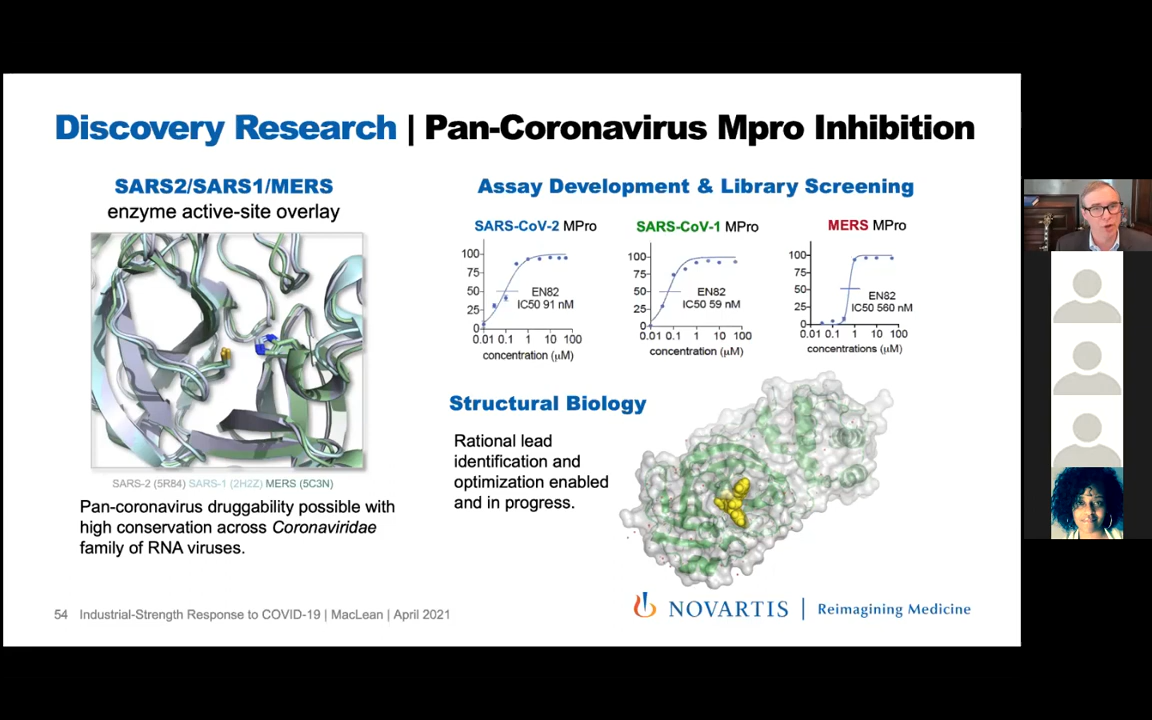 Discovery Research | Pan-Coronavirus Mpro Inhibition
SARS2/SARS1/MERS
enzyme active-site overlay
SARS-2 (5R84) SARS-1 (2H2Z) MERS (5C3N)
Pan-coronavirus druggability possible with
high conservation across Coronaviridae
family of RNA viruses.
Assay Development & Library Screening
SARS-CoV-2 MPro
100
75
50
25
0
EN82
IC50 91 nM
0.01 0.1 1 10 100
concentration (μM)
SARS-CoV-1 MPro
100
75
50
25
0
EN82
IC50 59 nM
0.01 0.1 1 10 100
concentration (μM)
MERS MPro
100
75
50
25
0
EN82
IC50 560 nM
0.01 0.1 1 10 100
concentrations (μM)
Structural Biology
Rational lead
identification and
optimization enabled
and in progress.
54 Industrial-Strength Response to COVID-19 | MacLean | April 2021
NOVARTIS | Reimagining Medicine